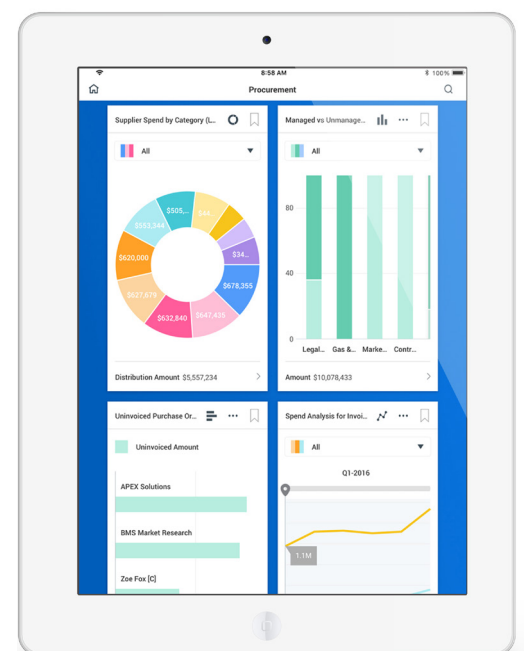 8:58 AM
100%
Procurement
Supplier Spend by Category (L...
All
$505,...
$44...
$553,344
$34...
$620,000
$678,355
$627,679
$647,435
$632,840
Distribution Amount $5,557,234
Managed vs Unmanage...
All
80
40
0
Legal... Gas &... Marke... Contr...
Amount $10,078,433
Uninvoiced Purchase Or...
Uninvoiced Amount
APEX Solutions
BMS Market Research
Zoe Fox [C]
Spend Analysis for Invoi...
All
Q1-2016
1.1M